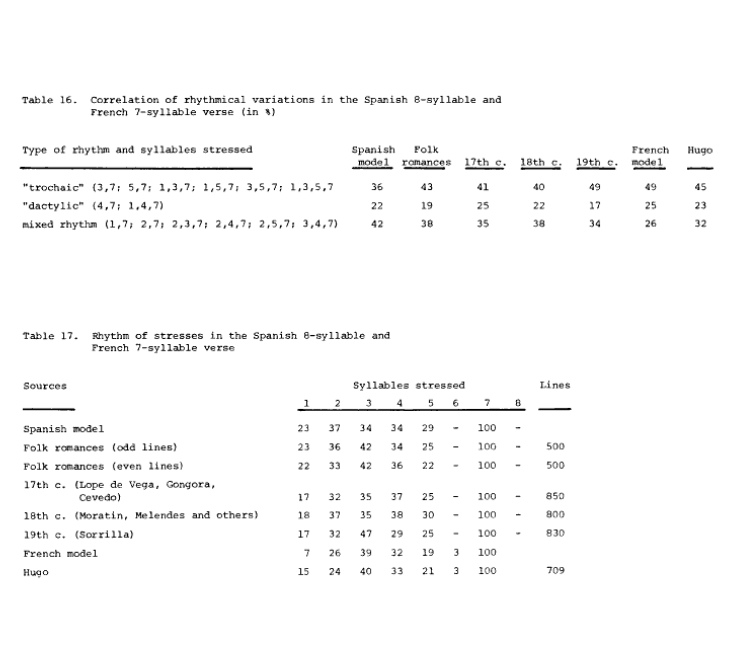 Table 16. Correlation of rhythmical variations in the Spanish 8-syllable and
French 7-syllable verse (in %)
Type of rhythm and syllables stressed Spanish model Folk romances 17th c. 18th c. 19th c. French model Hugo
"trochaic" (3,7; 5,7; 1,3,7; 1,5,7; 3,5,7; 1,3,5,7 36 43 41 40 49 49 45
"dactylic" (4,7; 1,4,7) 22 19 25 22 17 25 23
mixed rhythm (1,7; 2,7; 2,3,7; 2,4,7; 2,5,7; 3,4,7) 42 38 35 38 34 26 32
Table 17. Rhythm of stresses in the Spanish 8-syllable and
French 7-syllable verse
Sources Syllables stressed Lines
1 2 3 4 5 6 7 8
Spanish model 23 37 34 34 29 - 100 -
Folk romances (odd lines) 23 36 42 34 25 - 100 - 500
Folk romances (even lines) 22 33 42 36 22 - 100 - 500
17th c. (Lope de Vega, Gongora,
Cevedo) 17 32 35 37 25 - 100 - 850
18th c. (Moratin, Melendes and others) 18 37 35 38 30 - 100 - 800
19th c. (Sorrilla) 17 32 47 29 25 - 100 - 830
French model 7 26 39 32 19 3 100
Hugo 15 24 40 33 21 3 100 709